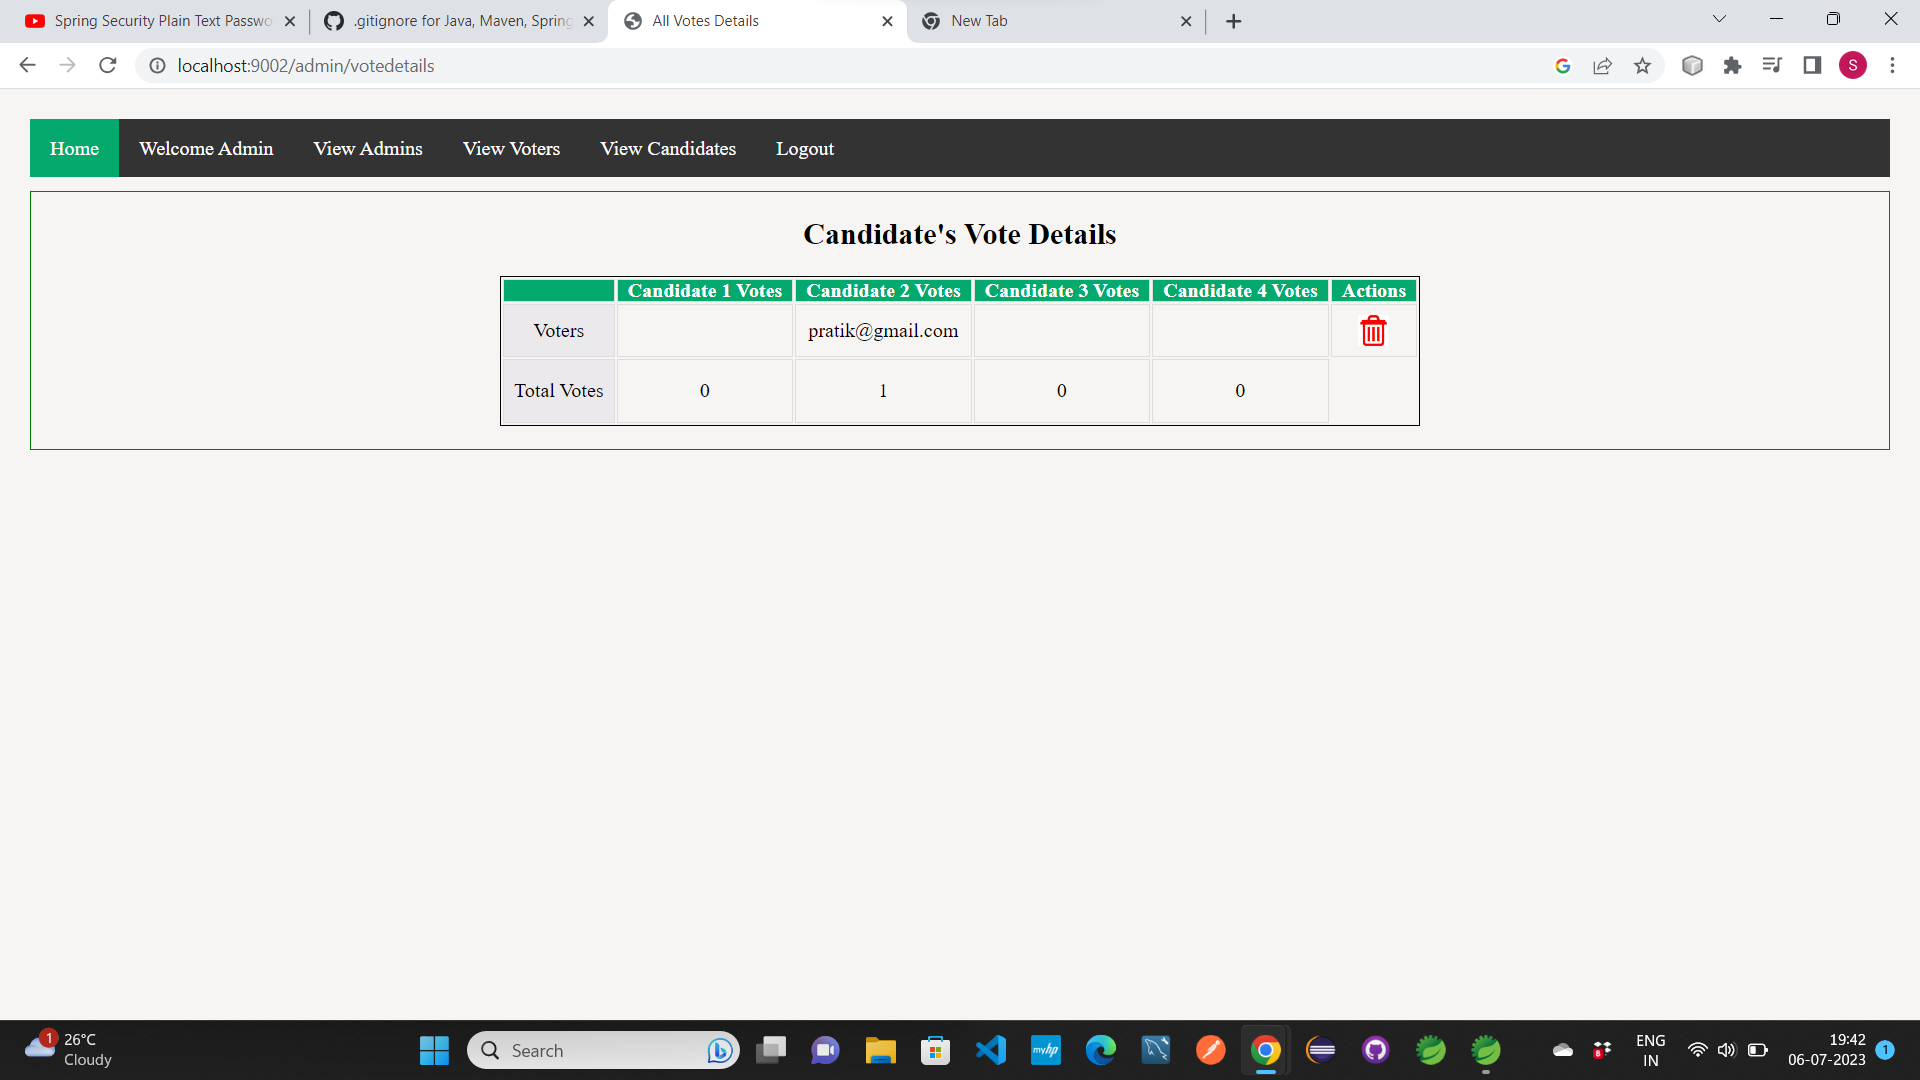 Spring Security Plain Text Passwo
.gitignore for Java, Maven, Spring
All Votes Details
New Tab
localhost:9002/admin/votedetails
S
Home Welcome Admin View Admins View Voters View Candidates Logout
Candidate's Vote Details
Candidate 1 Votes Candidate 2 Votes Candidate 3 Votes Candidate 4 Votes Actions
Voters pratik@gmail.com
Total Votes 0 1 0 0
1
26°C
Cloudy
Search
myhp
8
ENG
IN
19:42
06-07-2023
1